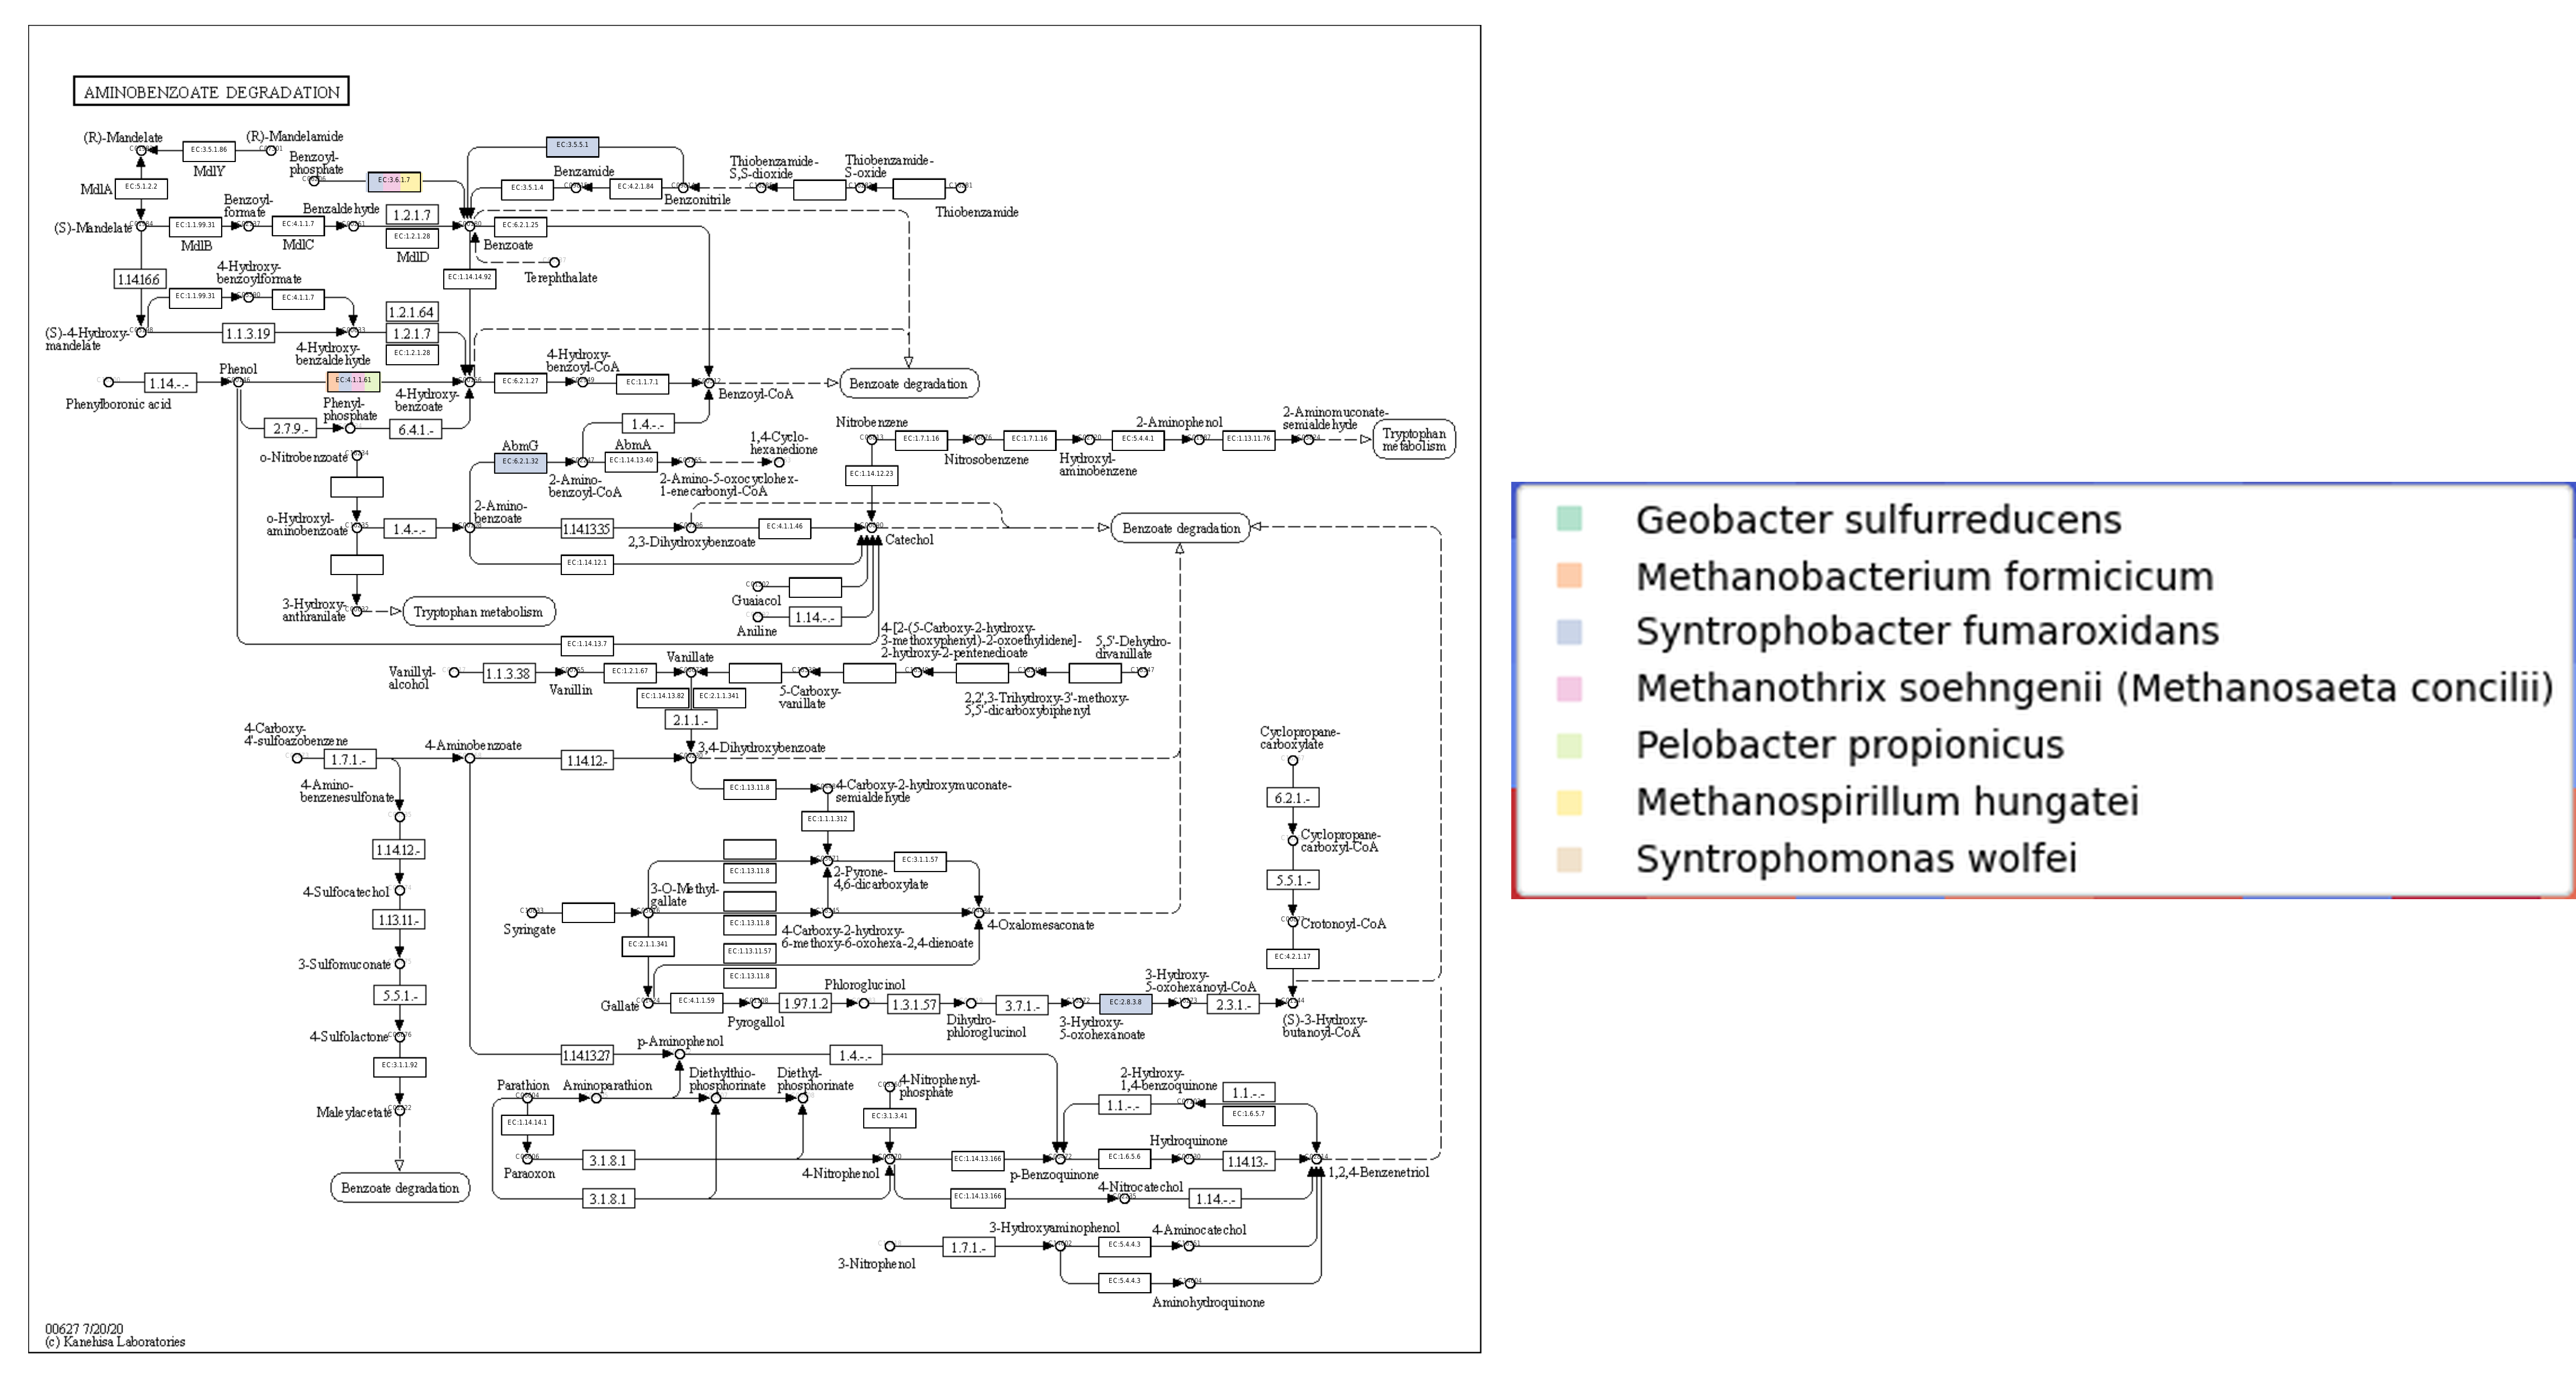 AMINOBENZOATE DEGRADATION
(R)-Mandelate
EC:3.5.1.86
MdlY
(R)-Mandelamide
Benzoyl-
phosphate
EC:3.6.1.7
EC:3.5.5.1
MdlA
EC:5.1.2.2
EC:3.5.1.4
Benzamide
EC:4.2.1.84
Benzonitrile
Thiobenzamide-
S,S-dioxide
Thiobenzamide-
S-oxide
Thiobenzamide
(S)-Mandelate
EC:1.1.99.31
MdlB
Benzoyl-
formate
EC:4.1.1.7
MdlC
Benzaldehyde
1.2.1.7
EC:1.2.1.28
MdlD
EC:6.2.1.25
Benzoate
Terephthalate
EC:1.14.14.92
1.14.16.6
4-Hydroxy-
benzoylformate
EC:1.1.99.31
EC:4.1.1.7
(S)-4-Hydroxy-
mandelate
1.1.3.19
4-Hydroxy-
benzaldehyde
1.2.1.64
1.2.1.7
EC:1.2.1.28
Phenylboronic acid
1.14.-.-
Phenol
EC:4.1.1.61
4-Hydroxy-
benzoate
EC:6.2.1.27
4-Hydroxy-
benzoyl-CoA
EC:1.1.7.1
Benzoyl-CoA
Benzoate degradation
2.7.9.-
Phenyl-
phosphate
6.4.1.-
1.4.-.-
AbmG
EC:6.2.1.32
2-Amino-
benzoyl-CoA
AbmA
EC:1.14.13.40
2-Amino-5-oxocyclohex-
1-enecarbonyl-CoA
1,4-Cyclo-
hexanedione
Nitrobenzene
EC:1.7.1.16
Nitrosobenzene
EC:1.7.1.16
Hydroxyl-
aminobenzene
EC:5.4.4.1
2-Aminophenol
EC:1.13.11.76
2-Aminomuconate-
semialdehyde
Tryptophan
metabolism
EC:1.14.12.23
o-Nitrobenzoate
o-Hydroxyl-
aminobenzoate
1.4.-.-
2-Amino-
benzoate
1.14.13.35
2,3-Dihydroxybenzoate
EC:4.1.1.46
Catechol
Benzoate degradation
EC:1.14.12.1
Guaiacol
Aniline
1.14.-.-
3-Hydroxy-
anthranilate
Tryptophan metabolism
EC:1.14.13.7
Vanillyl-
alcohol
1.1.3.38
Vanillin
EC:1.2.1.67
Vanillate
5-Carboxy-
vanillate
4-[2-(5-Carboxy-2-hydroxy-
3-methoxyphenyl)-2-oxoethylidene]-
2-hydroxy-2-pentenedioate
2,2',3-Trihydroxy-3'-methoxy-
5,5'-dicarboxybiphenyl
5,5'-Dehydro-
divanillate
EC:1.14.13.82
EC:2.1.1.341
2.1.1.-
4-Carboxy-
4'-sulfoazobenzene
1.7.1.-
4-Aminobenzoate
1.14.12.-
3,4-Dihydroxybenzoate
4-Amino-
benzenesulfonate
EC:1.13.11.8
4-Carboxy-2-hydroxymuconate-
semialdehyde
EC:1.1.1.312
1.14.12.-
4-Sulfocatechol
1.13.11.-
3-Sulfomuconate
5.5.1.-
4-Sulfolactone
EC:3.1.1.92
Maleylacetate
Benzoate degradation
EC:1.13.11.8
2-Pyrone-
4,6-dicarboxylate
EC:3.1.1.57
Syringate
3-O-Methyl-
gallate
EC:1.13.11.8
4-Carboxy-2-hydroxy-
6-methoxy-6-oxohexa-2,4-dienoate
4-Oxalomesaconate
EC:2.1.1.341
EC:1.13.11.57
EC:1.13.11.8
Gallate
EC:4.1.1.59
Pyrogallol
1.97.1.2
Phloroglucinol
1.3.1.57
Dihydro-
phloroglucinol
3.7.1.-
3-Hydroxy-
5-oxohexanoate
EC:2.8.3.8
3-Hydroxy-
5-oxohexanoyl-CoA
2.3.1.-
(S)-3-Hydroxy-
butanoyl-CoA
Cyclopropane-
carboxylate
6.2.1.-
Cyclopropane-
carboxyl-CoA
5.5.1.-
Crotonoyl-CoA
EC:4.2.1.17
1.14.13.27
p-Aminophenol
1.4.-.-
Parathion
Aminoparathion
Diethylthio-
phosphorinate
Diethyl-
phosphorinate
4-Nitrophenyl-
phosphate
EC:3.1.3.41
EC:1.14.14.1
Paraoxon
3.1.8.1
3.1.8.1
4-Nitrophenol
EC:1.14.13.166
p-Benzoquinone
EC:1.6.5.6
Hydroquinone
1.14.13.-
1,2,4-Benzenetriol
1.1.-.-
2-Hydroxy-
1,4-benzoquinone
1.1.-.-
EC:1.6.5.7
EC:1.14.13.166
4-Nitrocatechol
1.14.-.-
3-Nitrophenol
1.7.1.-
3-Hydroxyaminophenol
EC:5.4.4.3
4-Aminocatechol
EC:5.4.4.3
Aminohydroquinone
00627 7/20/20
(c) Kanehisa Laboratories
Geobacter sulfurreducens
Methanobacterium formicicum
Syntrophobacter fumaroxidans
Methanothrix soehngenii (Methanosaeta concilii)
Pelobacter propionicus
Methanospirillum hungatei
Syntrophomonas wolfei